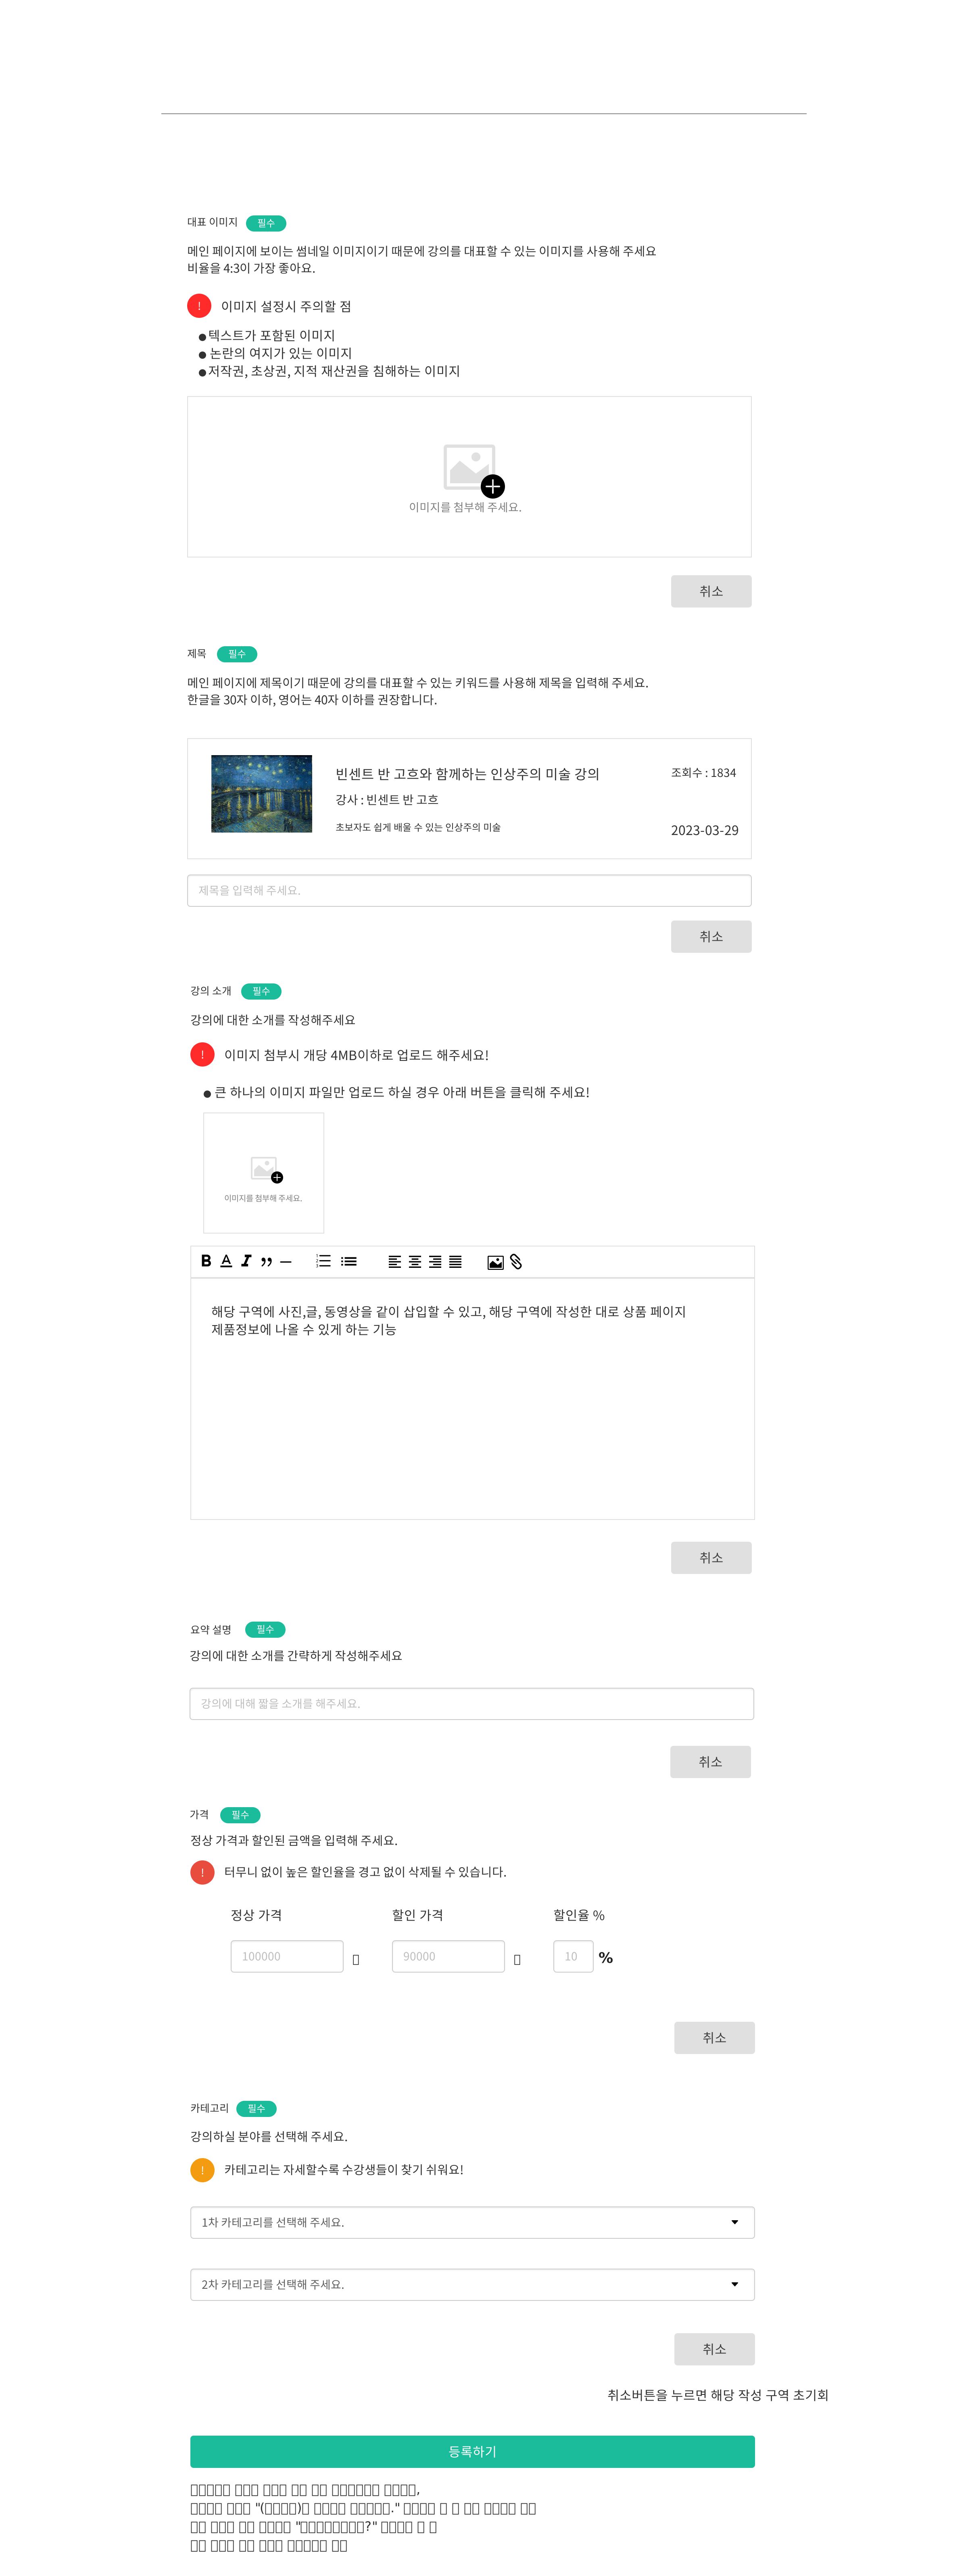 대표 이미지 필수
메인 페이지에 보이는 썸네일 이미지이기 때문에 강의를 대표할 수 있는 이미지를 사용해 주세요
비율을 4:3이 가장 좋아요.
! 이미지 설정시 주의할 점
● 텍스트가 포함된 이미지
● 논란의 여지가 있는 이미지
● 저작권, 초상권, 지적 재산권을 침해하는 이미지
이미지를 첨부해 주세요.
취소
제목 필수
메인 페이지에 제목이기 때문에 강의를 대표할 수 있는 키워드를 사용해 제목을 입력해 주세요.
한글을 30자 이하, 영어는 40자 이하를 권장합니다.
빈센트 반 고흐와 함께하는 인상주의 미술 강의 조회수 : 1834
강사 : 빈센트 반 고흐
초보자도 쉽게 배울 수 있는 인상주의 미술 2023-03-29
제목을 입력해 주세요.
취소
강의 소개 필수
강의에 대한 소개를 작성해주세요
! 이미지 첨부시 개당 4MB이하로 업로드 해주세요!
● 큰 하나의 이미지 파일만 업로드 하실 경우 아래 버튼을 클릭해 주세요!
이미지를 첨부해 주세요.
해당 구역에 사진,글, 동영상을 같이 삽입할 수 있고, 해당 구역에 작성한 대로 상품 페이지
제품정보에 나올 수 있게 하는 기능
취소
요약 설명 필수
강의에 대한 소개를 간략하게 작성해주세요
강의에 대해 짧을 소개를 해주세요.
취소
가격 필수
정상 가격과 할인된 금액을 입력해 주세요.
! 터무니 없이 높은 할인율을 경고 없이 삭제될 수 있습니다.
정상 가격 할인 가격 할인율 %
100000 90000 10 %
취소
카테고리 필수
강의하실 분야를 선택해 주세요.
! 카테고리는 자세할수록 수강생들이 찾기 쉬워요!
1차 카테고리를 선택해 주세요.
2차 카테고리를 선택해 주세요.
취소
취소버튼을 누르면 해당 작성 구역 초기회
등록하기